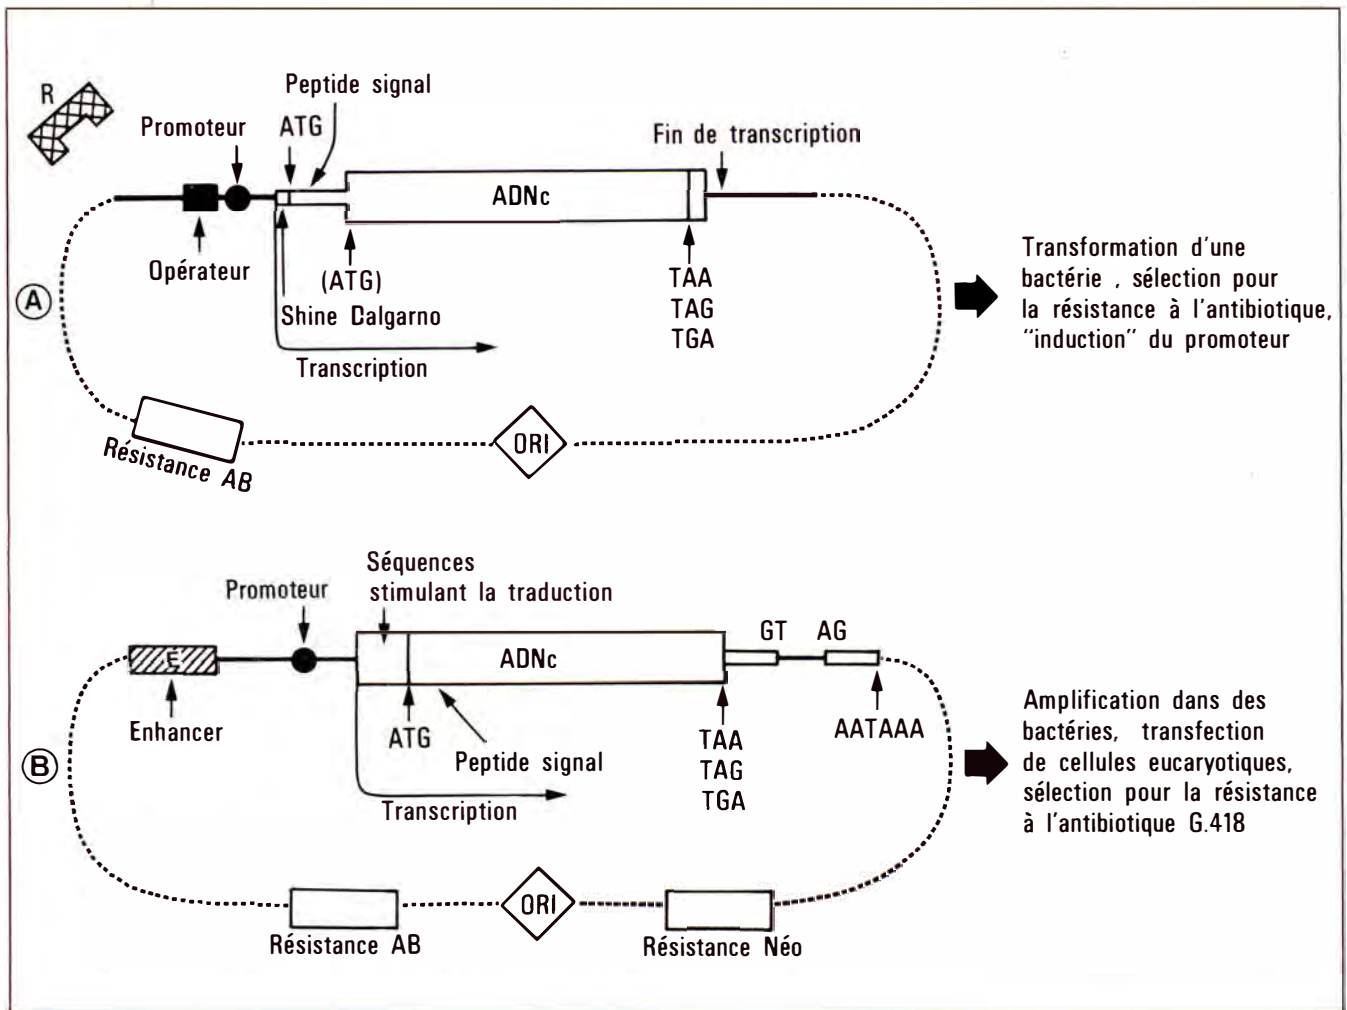 R
Peptide signal
Promoteur
ATG
Fin de transcription
ADNc
Opérateur
(ATG)
Shine Dalgarno
TAA
TAG
TGA
Transcription
A
Transformation d'une
bactérie , sélection pour
la résistance à l'antibiotique,
"induction" du promoteur
Résistance AB
ORI
Séquences
stimulant la traduction
Promoteur
GT
AG
E
ADNc
Enhancer
ATG
Peptide signal
TAA
TAG
TGA
AATAAA
Transcription
B
Amplification dans des
bactéries, transfection
de cellules eucaryotiques,
sélection pour la résistance
à l'antibiotique G.418
ORI
Résistance AB
Résistance Néo